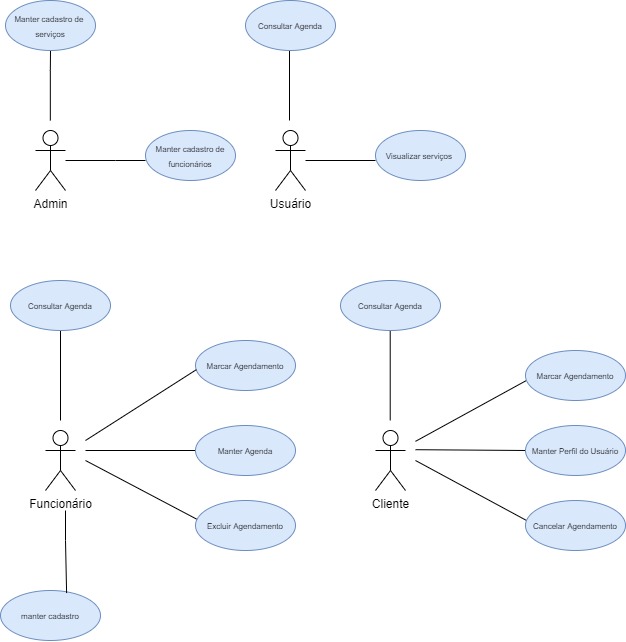 Manter cadastro de
serviços
Consultar Agenda
Manter cadastro de
funcionários
Visualizar serviços
Admin
Usuário
Consultar Agenda
Consultar Agenda
Marcar Agendamento
Marcar Agendamento
Manter Agenda
Manter Perfil do Usuário
Funcionário
Cliente
Excluir Agendamento
Cancelar Agendamento
manter cadastro